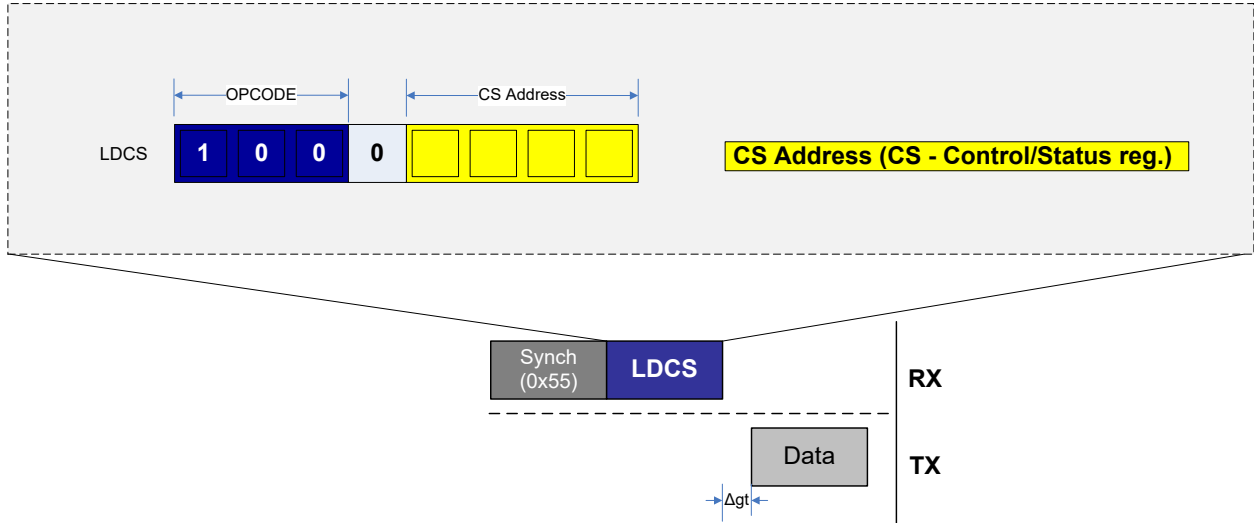 OPCODE
CS Address
LDCS
1 0 0 0
CS Address (CS - Control/Status reg.)
Synch
(0x55)
LDCS
RX
Data
TX
Δgt